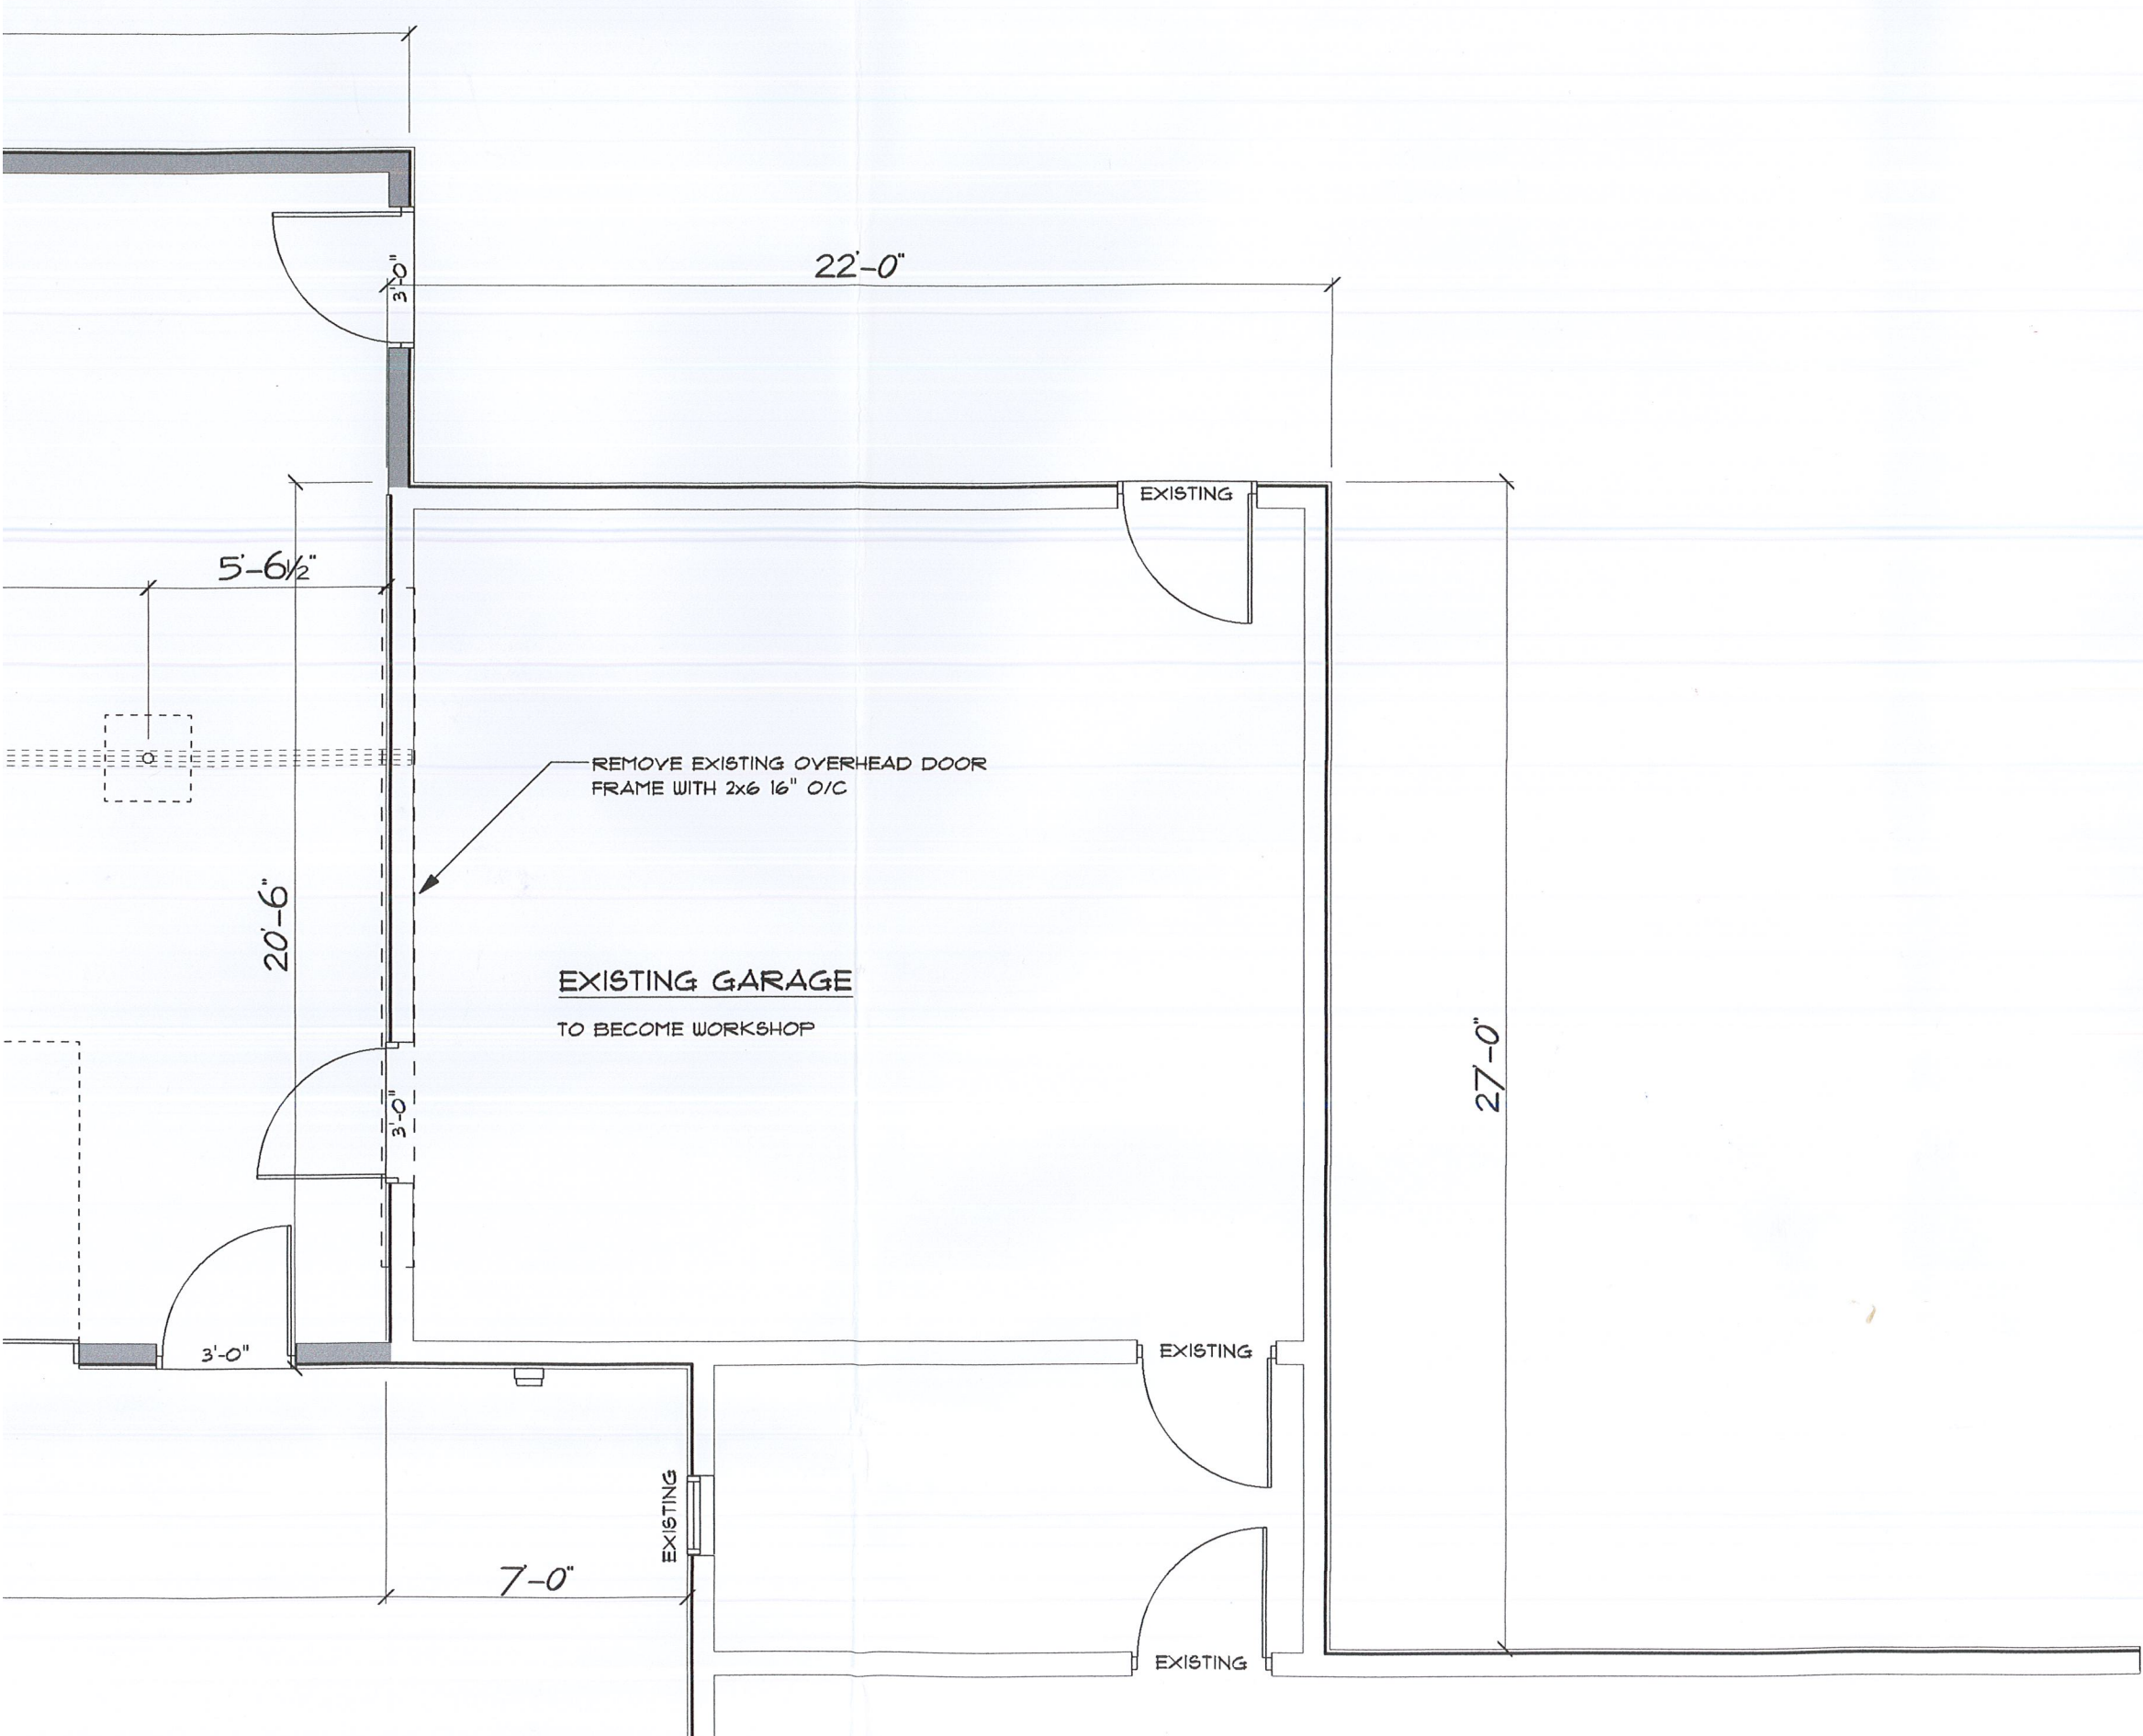 22'-0"
3'-0"
EXISTING
5'-6½"
REMOVE EXISTING OVERHEAD DOOR
FRAME WITH 2x6 16" O/C
20'-6"
EXISTING GARAGE
TO BECOME WORKSHOP
27'-0"
3'-0"
3'-0"
EXISTING
EXISTING
7'-0"
EXISTING